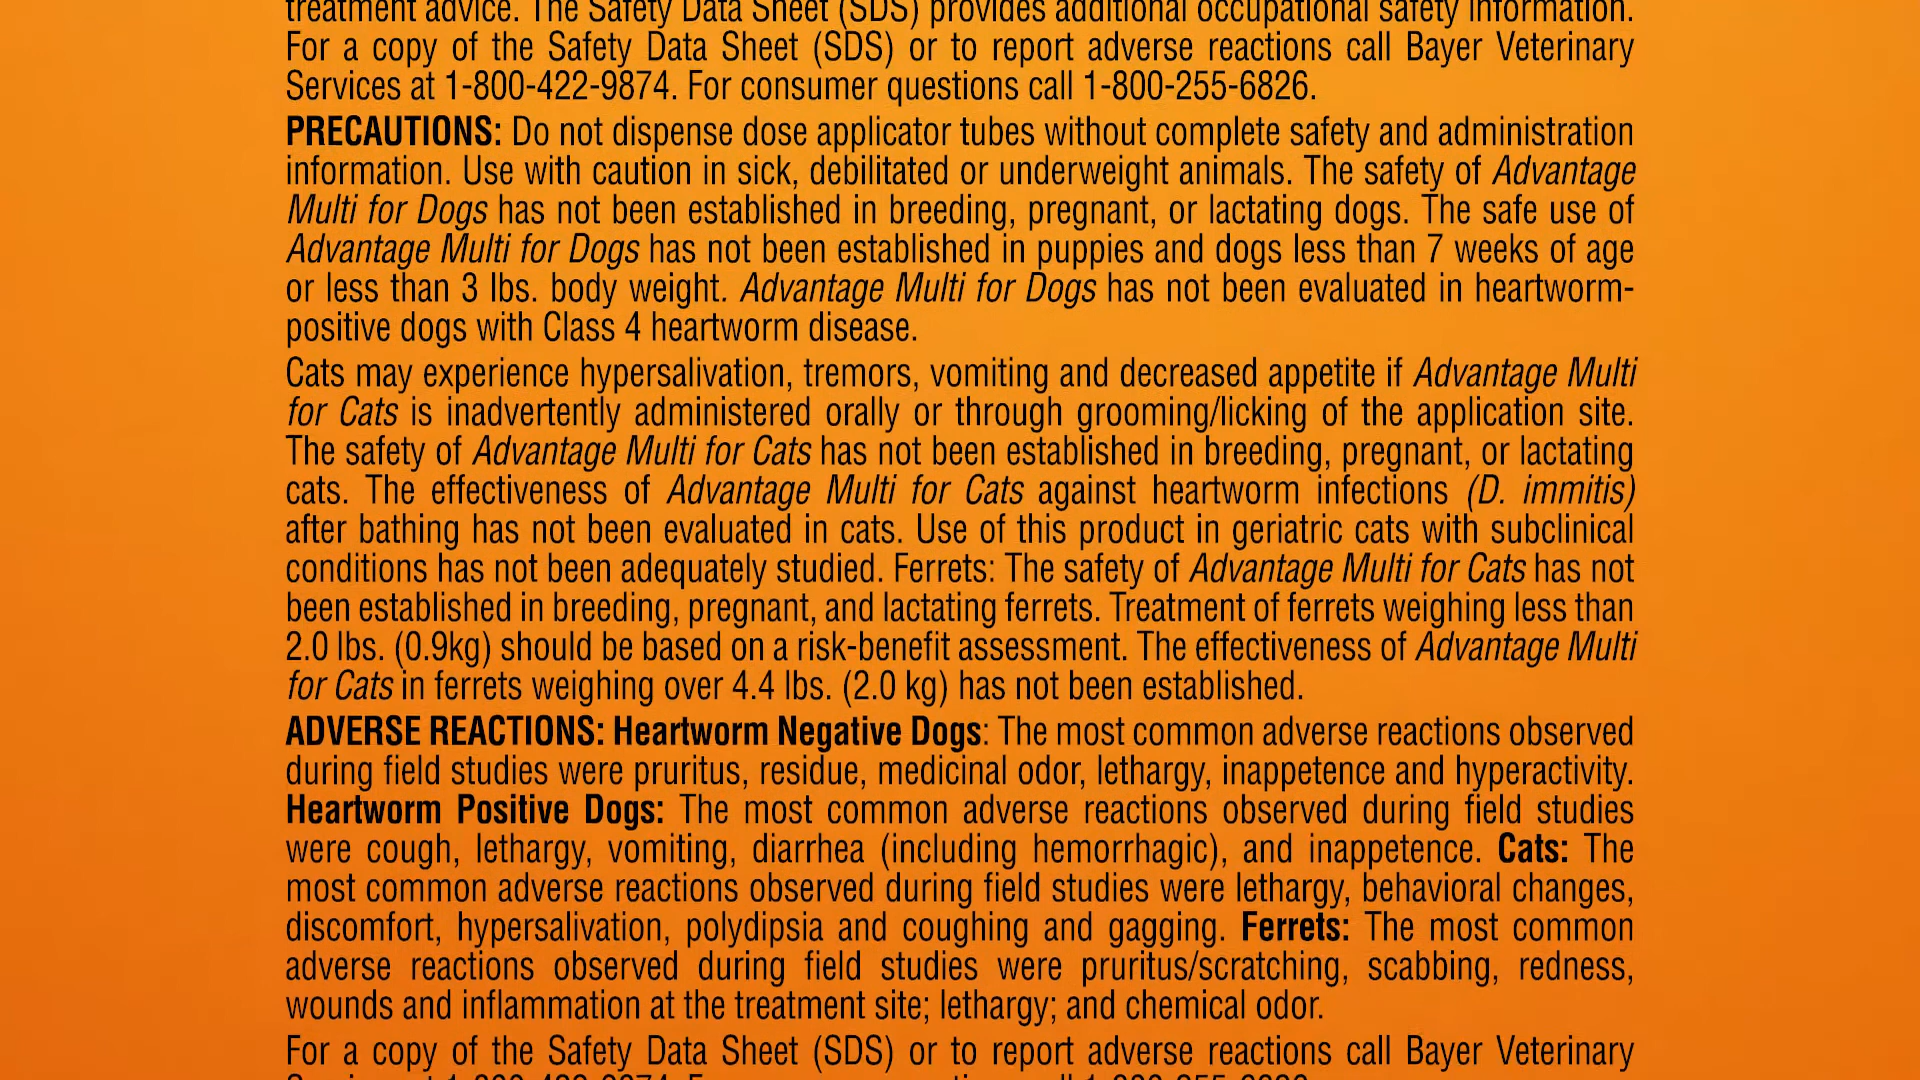 treatment advice. The Safety Data Sheet (SDS) provides additional occupational safety information.
For a copy of the Safety Data Sheet (SDS) or to report adverse reactions call Bayer Veterinary
Services at 1-800-422-9874. For consumer questions call 1-800-255-6826.
PRECAUTIONS: Do not dispense dose applicator tubes without complete safety and administration
information. Use with caution in sick, debilitated or underweight animals. The safety of Advantage
Multi for Dogs has not been established in breeding, pregnant, or lactating dogs. The safe use of
Advantage Multi for Dogs has not been established in puppies and dogs less than 7 weeks of age
or less than 3 lbs. body weight. Advantage Multi for Dogs has not been evaluated in heartworm-
positive dogs with Class 4 heartworm disease.
Cats may experience hypersalivation, tremors, vomiting and decreased appetite if Advantage Multi
for Cats is inadvertently administered orally or through grooming/licking of the application site.
The safety of Advantage Multi for Cats has not been established in breeding, pregnant, or lactating
cats. The effectiveness of Advantage Multi for Cats against heartworm infections (D. immitis)
after bathing has not been evaluated in cats. Use of this product in geriatric cats with subclinical
conditions has not been adequately studied. Ferrets: The safety of Advantage Multi for Cats has not
been established in breeding, pregnant, and lactating ferrets. Treatment of ferrets weighing less than
2.0 lbs. (0.9kg) should be based on a risk-benefit assessment. The effectiveness of Advantage Multi
for Cats in ferrets weighing over 4.4 lbs. (2.0 kg) has not been established.
ADVERSE REACTIONS: Heartworm Negative Dogs: The most common adverse reactions observed
during field studies were pruritus, residue, medicinal odor, lethargy, inappetence and hyperactivity.
Heartworm Positive Dogs: The most common adverse reactions observed during field studies
were cough, lethargy, vomiting, diarrhea (including hemorrhagic), and inappetence. Cats: The
most common adverse reactions observed during field studies were lethargy, behavioral changes,
discomfort, hypersalivation, polydipsia and coughing and gagging. Ferrets: The most common
adverse reactions observed during field studies were pruritus/scratching, scabbing, redness,
wounds and inflammation at the treatment site; lethargy; and chemical odor.
For a copy of the Safety Data Sheet (SDS) or to report adverse reactions call Bayer Veterinary